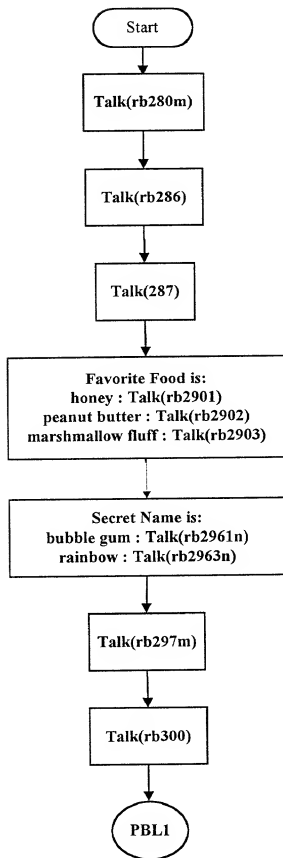 Start
Talk(rb280m)
Talk(rb286)
Talk(287)
Favorite Food is:
honey : Talk(rb2901)
peanut butter : Talk(rb2902)
marshmallow fluff : Talk(rb2903)
Secret Name is:
bubble gum : Talk(rb2961n)
rainbow : Talk(rb2963n)
Talk(rb297m)
Talk(rb300)
PBL1